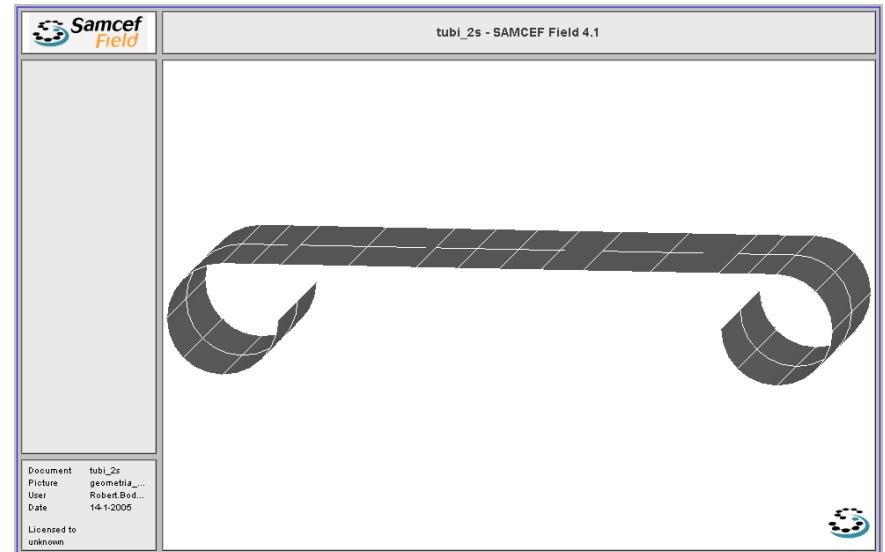 Samcef
Field
tubi_2s - SAMCEF Field 4.1
Document tubi_2s
Picture geometria_...
User Robert.Bod...
Date 14-1-2005
Licensed to
unknown